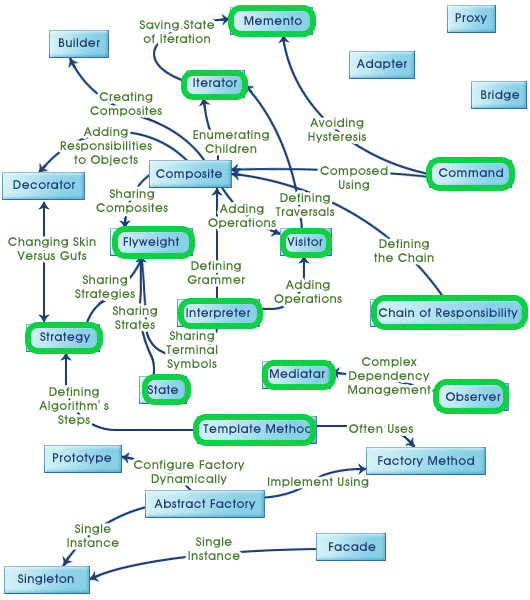 Saving State
of Iteration
Memento
Proxy
Builder
Adapter
Iterator
Bridge
Creating
Composites
Avoiding
Hysteresis
Adding
Responsibilities
to Objects
Enumerating
Children
Decorator
Composite
Composed
Using
Command
Sharing
Composites
Adding
Operations
Defining
Traversals
Changing Skin
Versus Gufs
Flyweight
Visitor
Defining
the Chain
Sharing
Strategies
Defining
Grammer
Adding
Operations
Sharing
Strates
Interpreter
Chain of Responsibility
Strategy
Sharing
Terminal
Symbols
State
Mediatar
Complex
Dependency
Management
Observer
Defining
Algorithm's
Steps
Template Method
Often Uses
Prototype
Configure Factory
Dynamically
Factory Method
Implement Using
Abstract Factory
Single
Instance
Single
Instance
Facade
Singleton